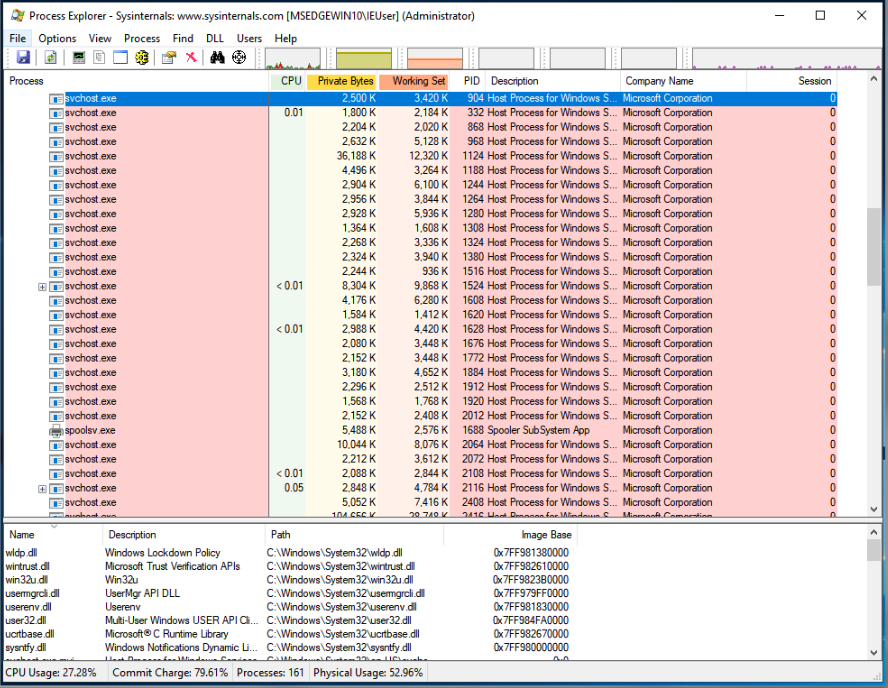 Process Explorer - Sysinternals: www.sysinternals.com [MSEDGEWIN10\IEUser] (Administrator)
File Options View Process Find DLL Users Help
Process CPU Private Bytes Working Set PID Description Company Name Session
svchost.exe 2,500 K 3,420 K 904 Host Process for Windows S... Microsoft Corporation 0
svchost.exe 0.01 1,800 K 2,184 K 332 Host Process for Windows S... Microsoft Corporation 0
svchost.exe 2,204 K 2,020 K 868 Host Process for Windows S... Microsoft Corporation 0
svchost.exe 2,632 K 5,128 K 968 Host Process for Windows S... Microsoft Corporation 0
svchost.exe 36,188 K 12,320 K 1124 Host Process for Windows S... Microsoft Corporation 0
svchost.exe 4,496 K 3,264 K 1188 Host Process for Windows S... Microsoft Corporation 0
svchost.exe 2,904 K 6,100 K 1244 Host Process for Windows S... Microsoft Corporation 0
svchost.exe 2,956 K 3,844 K 1264 Host Process for Windows S... Microsoft Corporation 0
svchost.exe 2,928 K 5,936 K 1280 Host Process for Windows S... Microsoft Corporation 0
svchost.exe 1,364 K 1,608 K 1308 Host Process for Windows S... Microsoft Corporation 0
svchost.exe 2,268 K 3,336 K 1324 Host Process for Windows S... Microsoft Corporation 0
svchost.exe 2,324 K 3,940 K 1380 Host Process for Windows S... Microsoft Corporation 0
svchost.exe 2,244 K 936 K 1516 Host Process for Windows S... Microsoft Corporation 0
svchost.exe < 0.01 8,304 K 9,868 K 1524 Host Process for Windows S... Microsoft Corporation 0
svchost.exe 4,176 K 6,280 K 1608 Host Process for Windows S... Microsoft Corporation 0
svchost.exe 1,584 K 1,412 K 1620 Host Process for Windows S... Microsoft Corporation 0
svchost.exe < 0.01 2,988 K 4,420 K 1628 Host Process for Windows S... Microsoft Corporation 0
svchost.exe 2,080 K 3,448 K 1676 Host Process for Windows S... Microsoft Corporation 0
svchost.exe 2,152 K 3,448 K 1772 Host Process for Windows S... Microsoft Corporation 0
svchost.exe 3,180 K 4,652 K 1884 Host Process for Windows S... Microsoft Corporation 0
svchost.exe 2,296 K 2,512 K 1912 Host Process for Windows S... Microsoft Corporation 0
svchost.exe 1,568 K 1,768 K 1920 Host Process for Windows S... Microsoft Corporation 0
svchost.exe 2,152 K 2,408 K 2012 Host Process for Windows S... Microsoft Corporation 0
spoolsv.exe 5,488 K 2,576 K 1688 Spooler SubSystem App Microsoft Corporation 0
svchost.exe 10,044 K 8,076 K 2064 Host Process for Windows S... Microsoft Corporation 0
svchost.exe 2,212 K 3,612 K 2072 Host Process for Windows S... Microsoft Corporation 0
svchost.exe < 0.01 2,088 K 2,844 K 2108 Host Process for Windows S... Microsoft Corporation 0
svchost.exe 0.05 2,848 K 4,784 K 2116 Host Process for Windows S... Microsoft Corporation 0
svchost.exe 5,052 K 7,416 K 2408 Host Process for Windows S... Microsoft Corporation 0
Name Description Path Image Base
wldp.dll Windows Lockdown Policy C:\Windows\System32\wldp.dll 0x7FF981380000
wintrust.dll Microsoft Trust Verification APIs C:\Windows\System32\wintrust.dll 0x7FF982610000
win32u.dll Win32u C:\Windows\System32\win32u.dll 0x7FF9823B0000
usermgrcli.dll UserMgr API DLL C:\Windows\System32\usermgrcli.dll 0x7FF979FF0000
userenv.dll Userenv C:\Windows\System32\userenv.dll 0x7FF981830000
user32.dll Multi-User Windows USER API Cli... C:\Windows\System32\user32.dll 0x7FF984FA0000
ucrtbase.dll Microsoft® C Runtime Library C:\Windows\System32\ucrtbase.dll 0x7FF982670000
sysntfy.dll Windows Notifications Dynamic Li... C:\Windows\System32\sysntfy.dll 0x7FF980000000
CPU Usage: 27.28% Commit Charge: 79.61% Processes: 161 Physical Usage: 52.96%